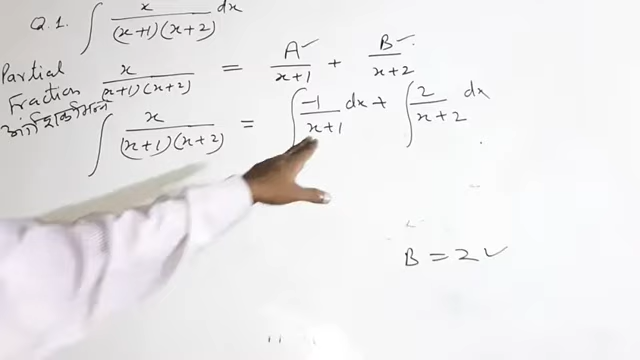 Q.1. ∫ x/((x+1)(x+2)) dx
Partial x/((x+1)(x+2)) = A/(x+1) ✓ + B/(x+2) ✓
Fraction
∫ x/((x+1)(x+2)) = ∫ -1/(x+1) dx + ∫ 2/(x+2) dx
B = 2 ✓